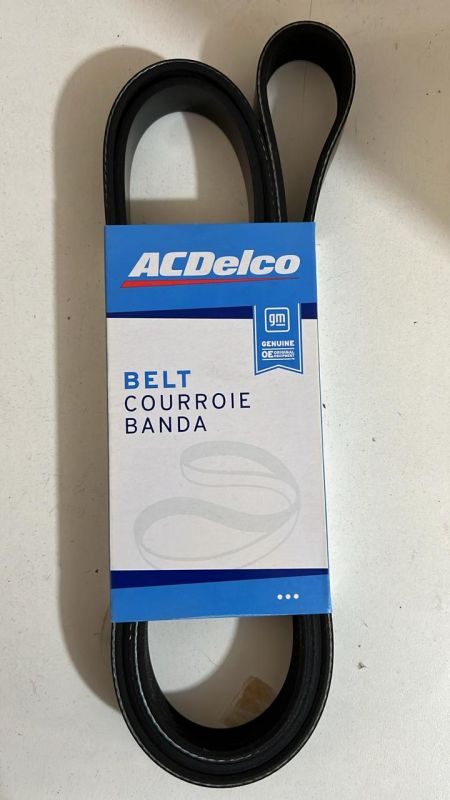 ACDelco
gm
GENUINE
OE ORIGINAL EQUIPMENT
BELT
COURROIE
BANDA